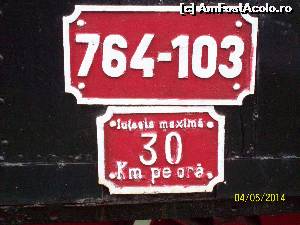 (c) AmFostAcolo.ro
764-103
Iuțeala maximă
30
Km pe oră
04/05/2014